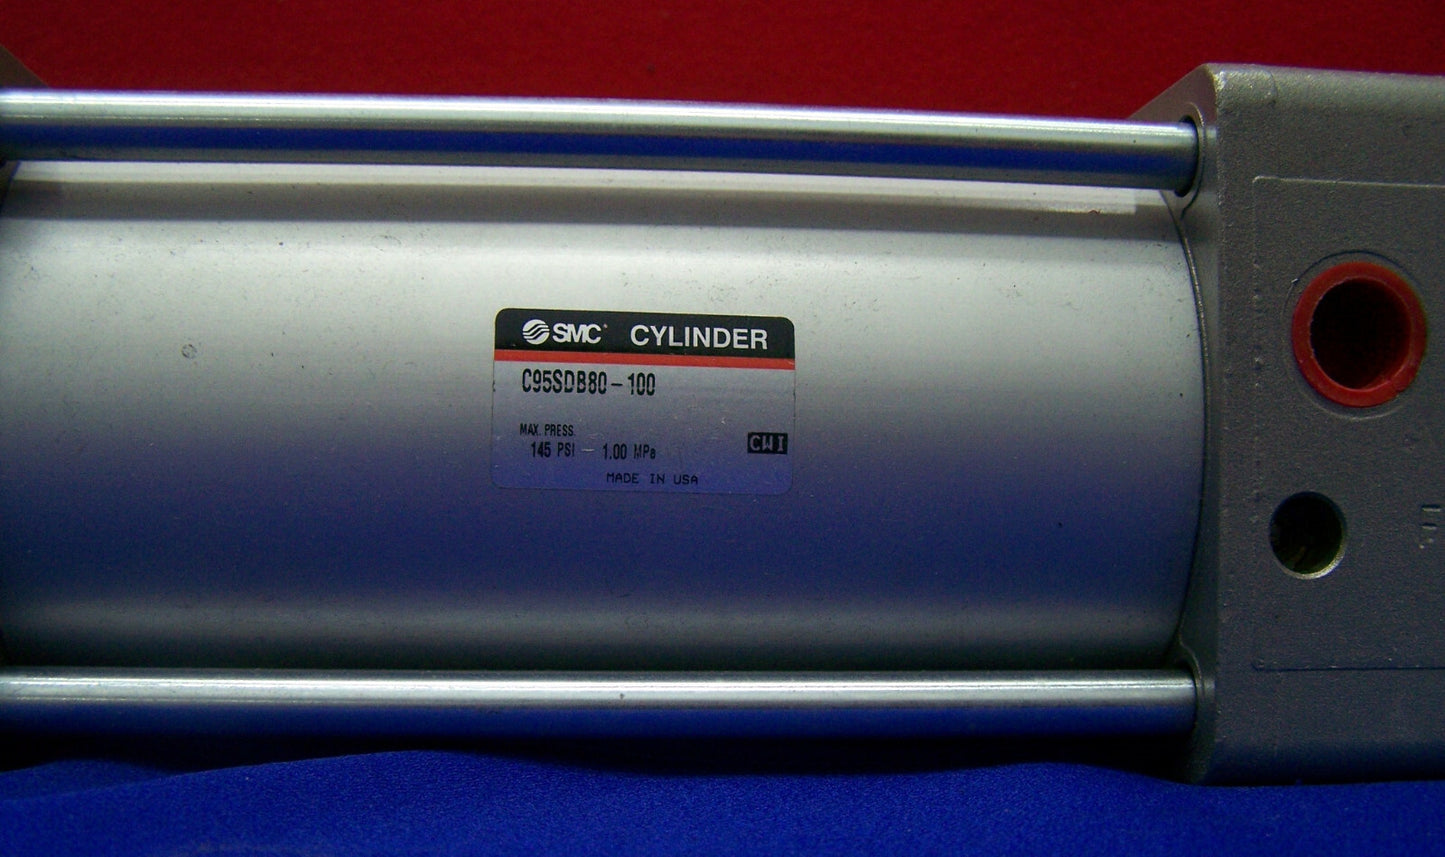 SMC CYLINDER
C95SDB80-100
MAX. PRESS.
145 PSI - 1.00 MPa
CWI
MADE IN USA